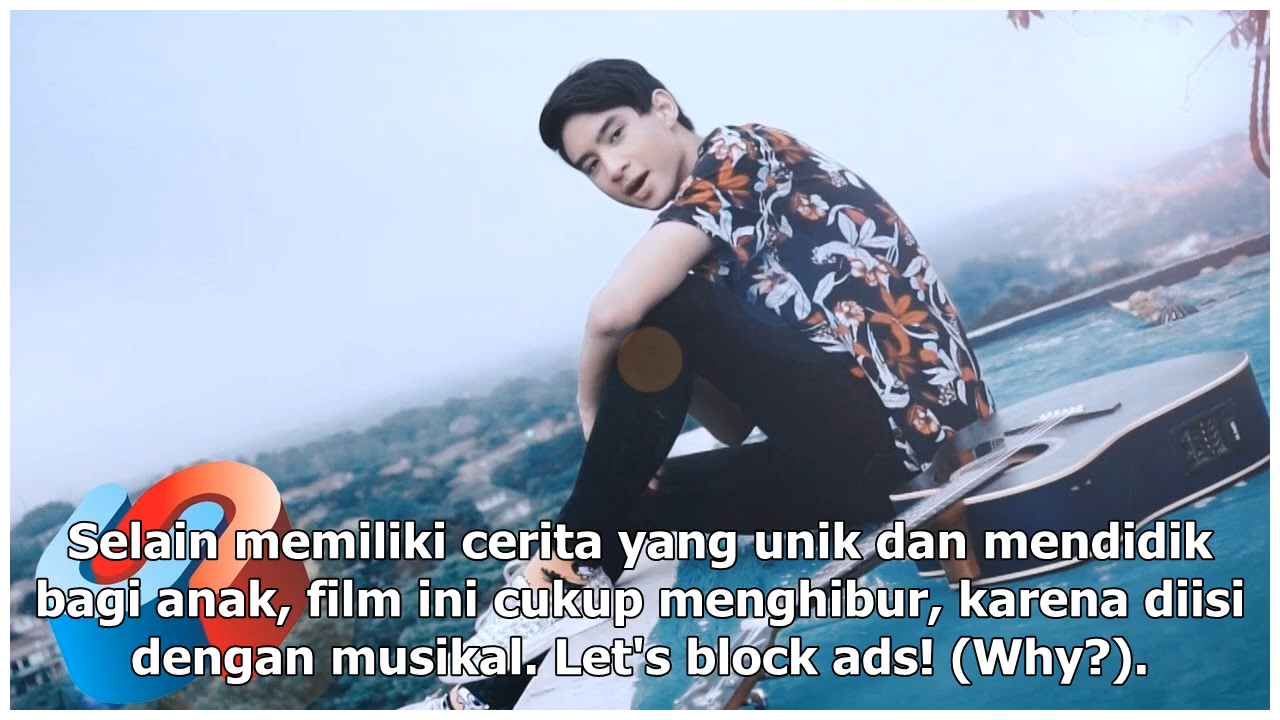 Selain memiliki cerita yang unik dan mendidik
bagi anak, film ini cukup menghibur, karena diisi
dengan musikal. Let's block ads! (Why?).